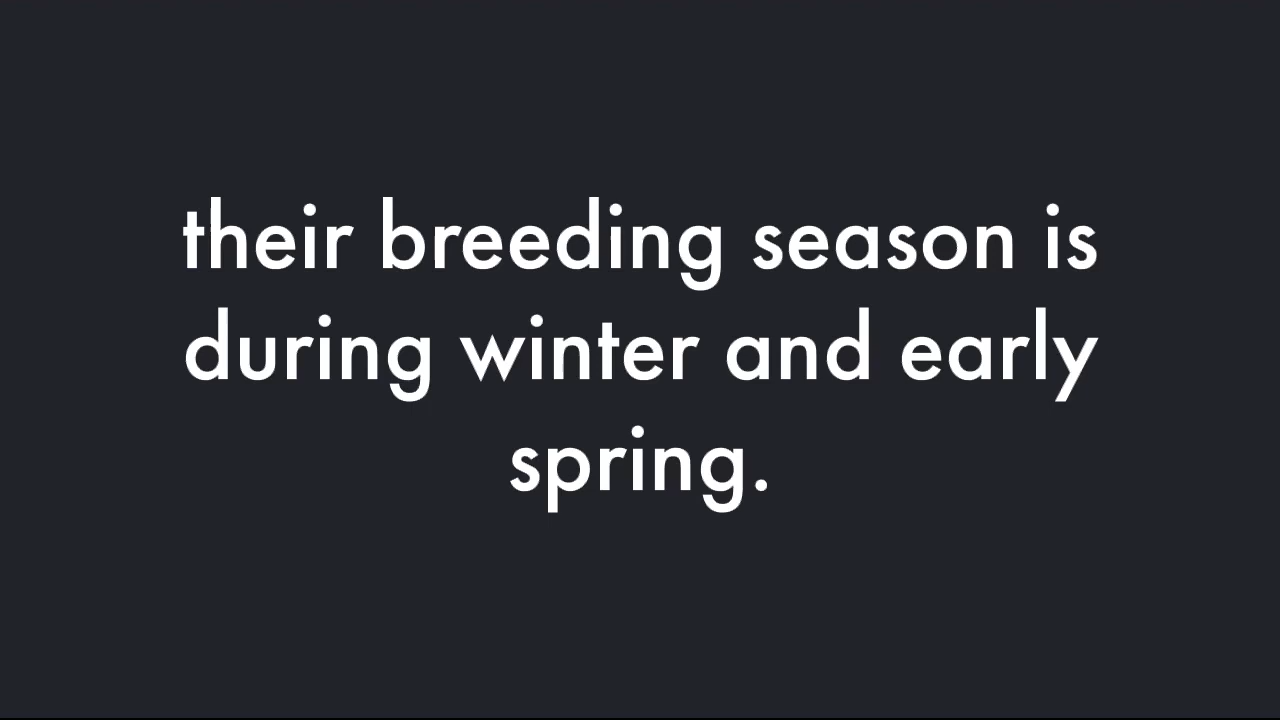 their breeding season is
during winter and early
spring.